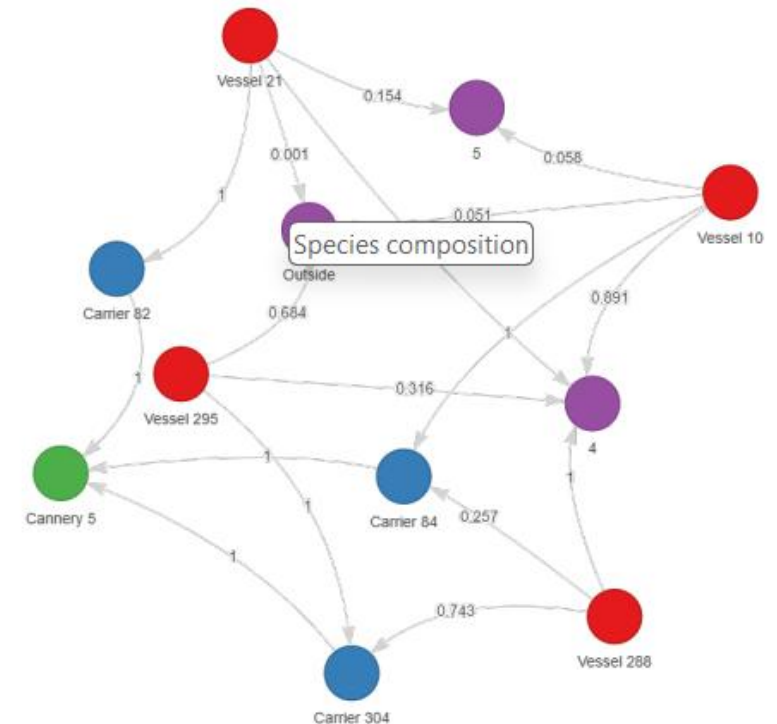 Vessel 21
0.154
5
0.001
0.058
1
0.051
Vessel 10
Species composition
Outside
Carrier 82
0.891
0.684
1
1
0.316
Vessel 295
4
1
1
Carrier 84
1
Cannery 5
1
0.257
1
0.743
Vessel 288
Carrier 304